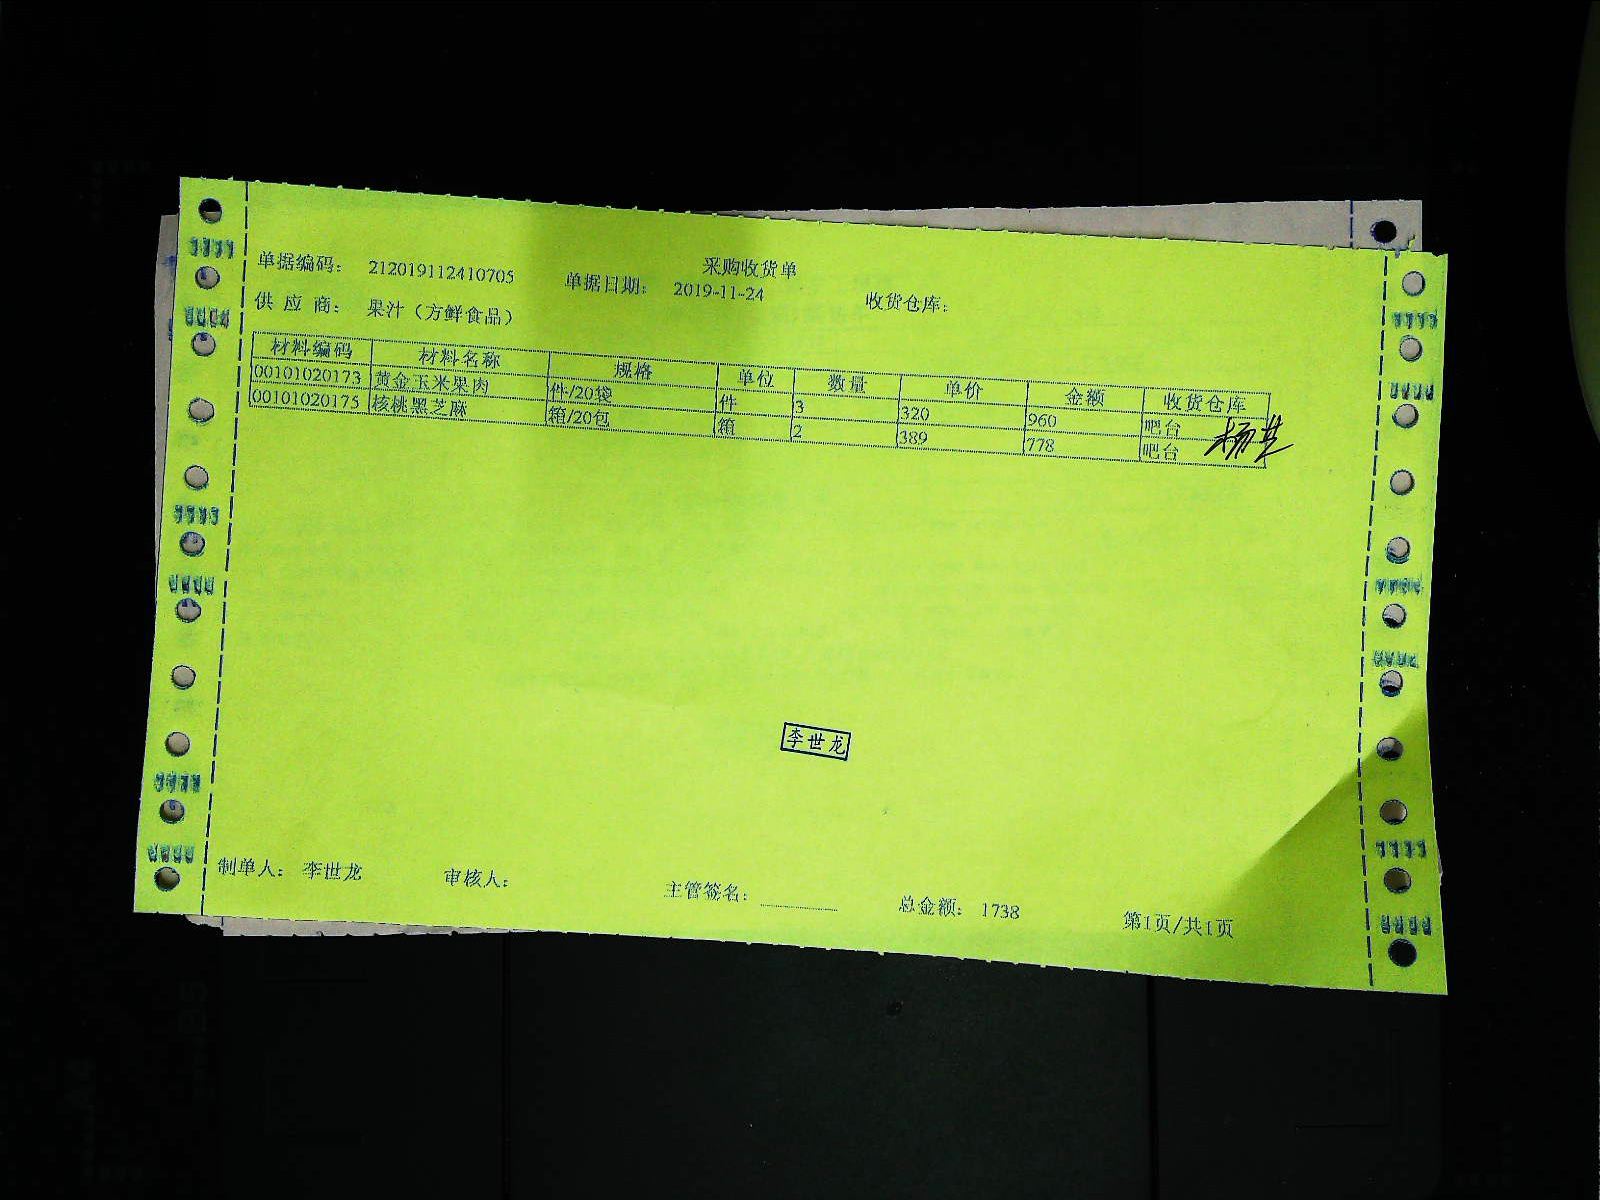 采购收货单
单据编码： 212019112410705 单据日期： 2019-11-24 收货仓库：
供 应 商： 果汁（方鲜食品）
材料编码 材料名称 规格 单位 数量 单价 金额 收货仓库
00101020173 黄金玉米果肉 件/20袋 件 3 320 960 吧台
00101020175 核桃黑芝麻 箱/20包 箱 2 389 778 吧台
李世龙
制单人： 李世龙 审核人： 主管签名： 总金额： 1738 第1页/共1页